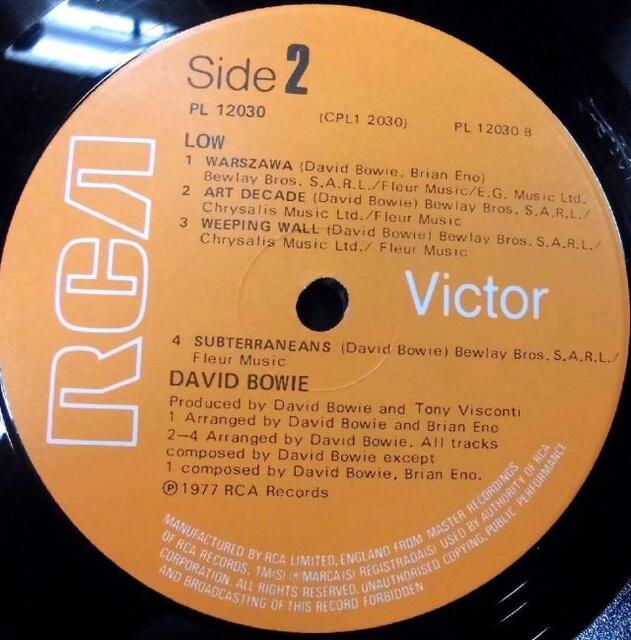 Side 2
PL 12030
(CPL1 2030)
PL 12030 B
LOW
1 WARSZAWA (David Bowie, Brian Eno)
Bewlay Bros. S.A.R.L./Fleur Music/E.G. Music Ltd.
2 ART DECADE (David Bowie) Bewlay Bros. S.A.R.L./
Chrysalis Music Ltd./Fleur Music
3 WEEPING WALL (David Bowie) Bewlay Bros. S.A.R.L./
Chrysalis Music Ltd./ Fleur Music
RCA
Victor
4 SUBTERRANEANS (David Bowie) Bewlay Bros. S.A.R.L./
Fleur Music
DAVID BOWIE
Produced by David Bowie and Tony Visconti
1 Arranged by David Bowie and Brian Eno
2–4 Arranged by David Bowie. All tracks
composed by David Bowie except
1 composed by David Bowie, Brian Eno.
℗1977 RCA Records
MANUFACTURED BY RCA LIMITED, ENGLAND FROM MASTER RECORDINGS
OF RCA RECORDS. TM(S) ® MARCA(S) REGISTRADA(S) USED BY AUTHORITY OF RCA
CORPORATION. ALL RIGHTS RESERVED. UNAUTHORISED COPYING, PUBLIC PERFORMANCE
AND BROADCASTING OF THIS RECORD FORBIDDEN